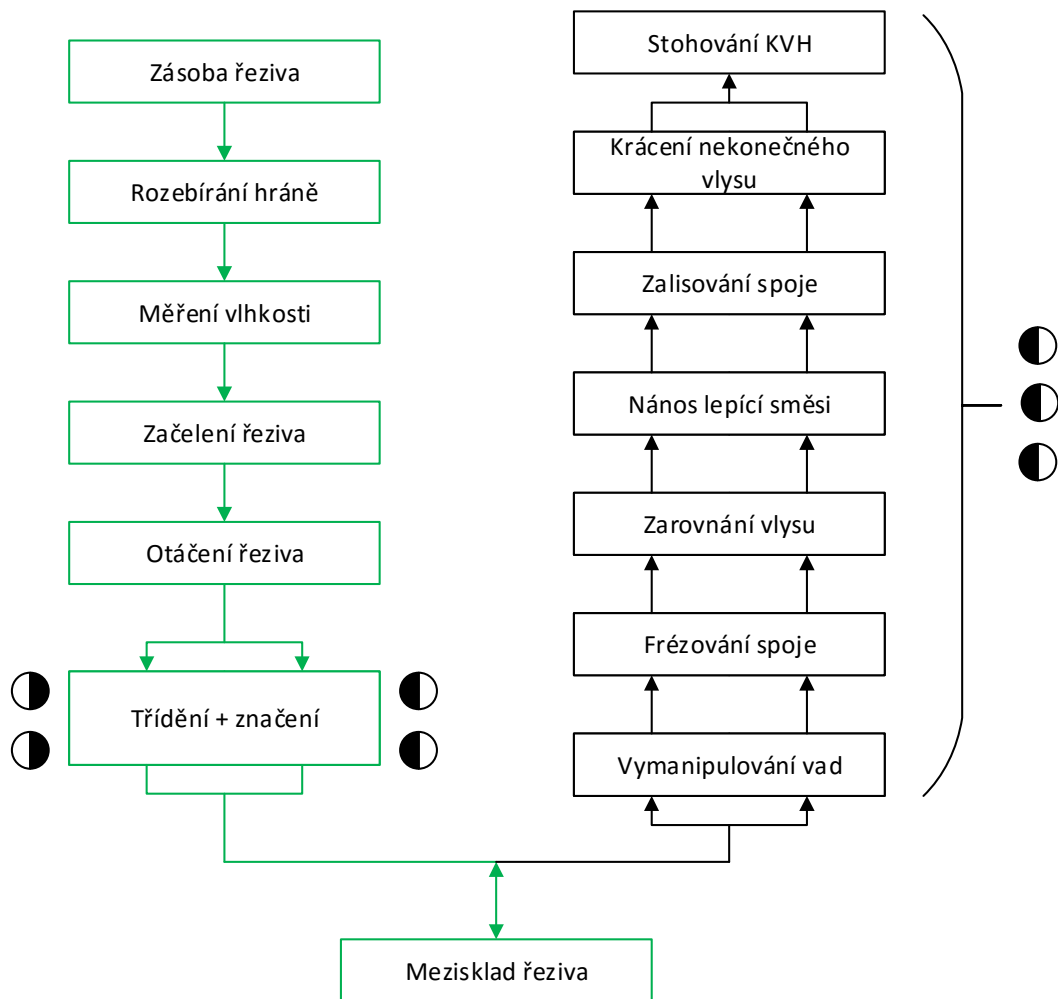 Zásoba řeziva
Rozebírání hráně
Měření vlhkosti
Začelení řeziva
Otáčení řeziva
Třídění + značení
Mezisklad řeziva
Stohování KVH
Krácení nekonečného
vlysu
Zalisování spoje
Nános lepící směsi
Zarovnání vlysu
Frézování spoje
Vymanipulování vad